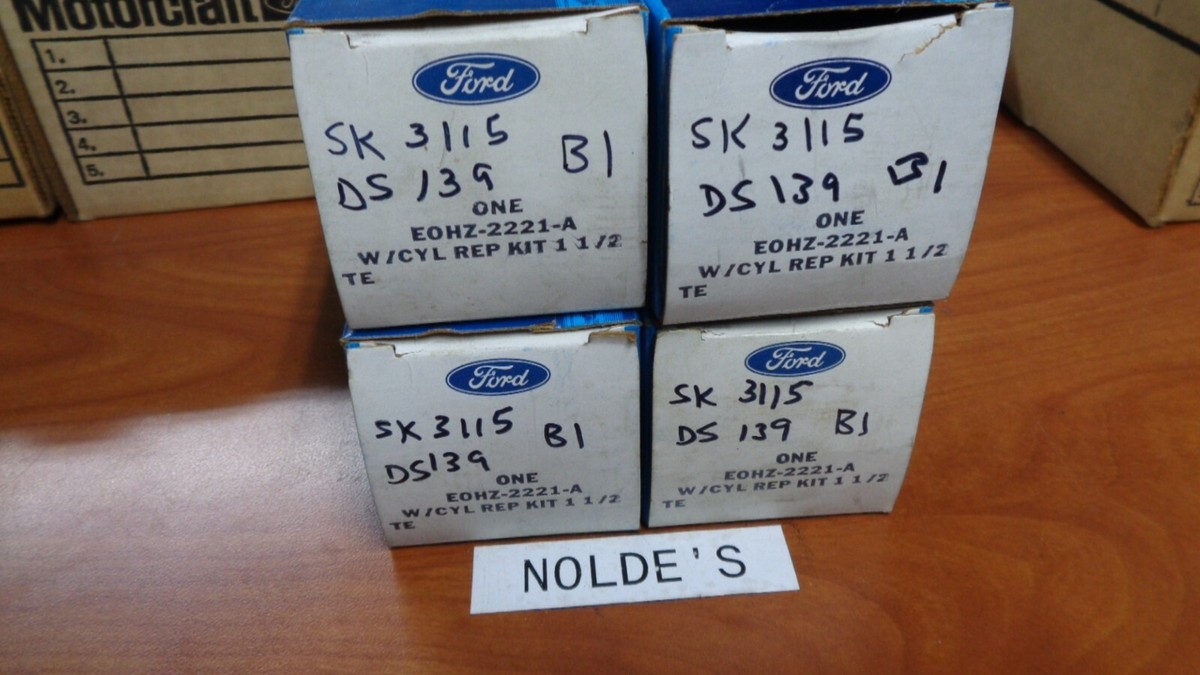 Motorcraft
1.
2.
3.
4.
5.
Ford
SK 3115
DS 139 B1
ONE
EOHZ-2221-A
W/CYL REP KIT 1 1/2
TE
Ford
SK 3115
DS 139 B1
ONE
EOHZ-2221-A
W/CYL REP KIT 1 1/2
TE
Ford
SK 3115 B1
DS139
ONE
EOHZ-2221-A
W/CYL REP KIT 1 1/2
TE
Ford
SK 3115
DS 139 B1
ONE
EOHZ-2221-A
W/CYL REP KIT 1 1/2
TE
NOLDE'S